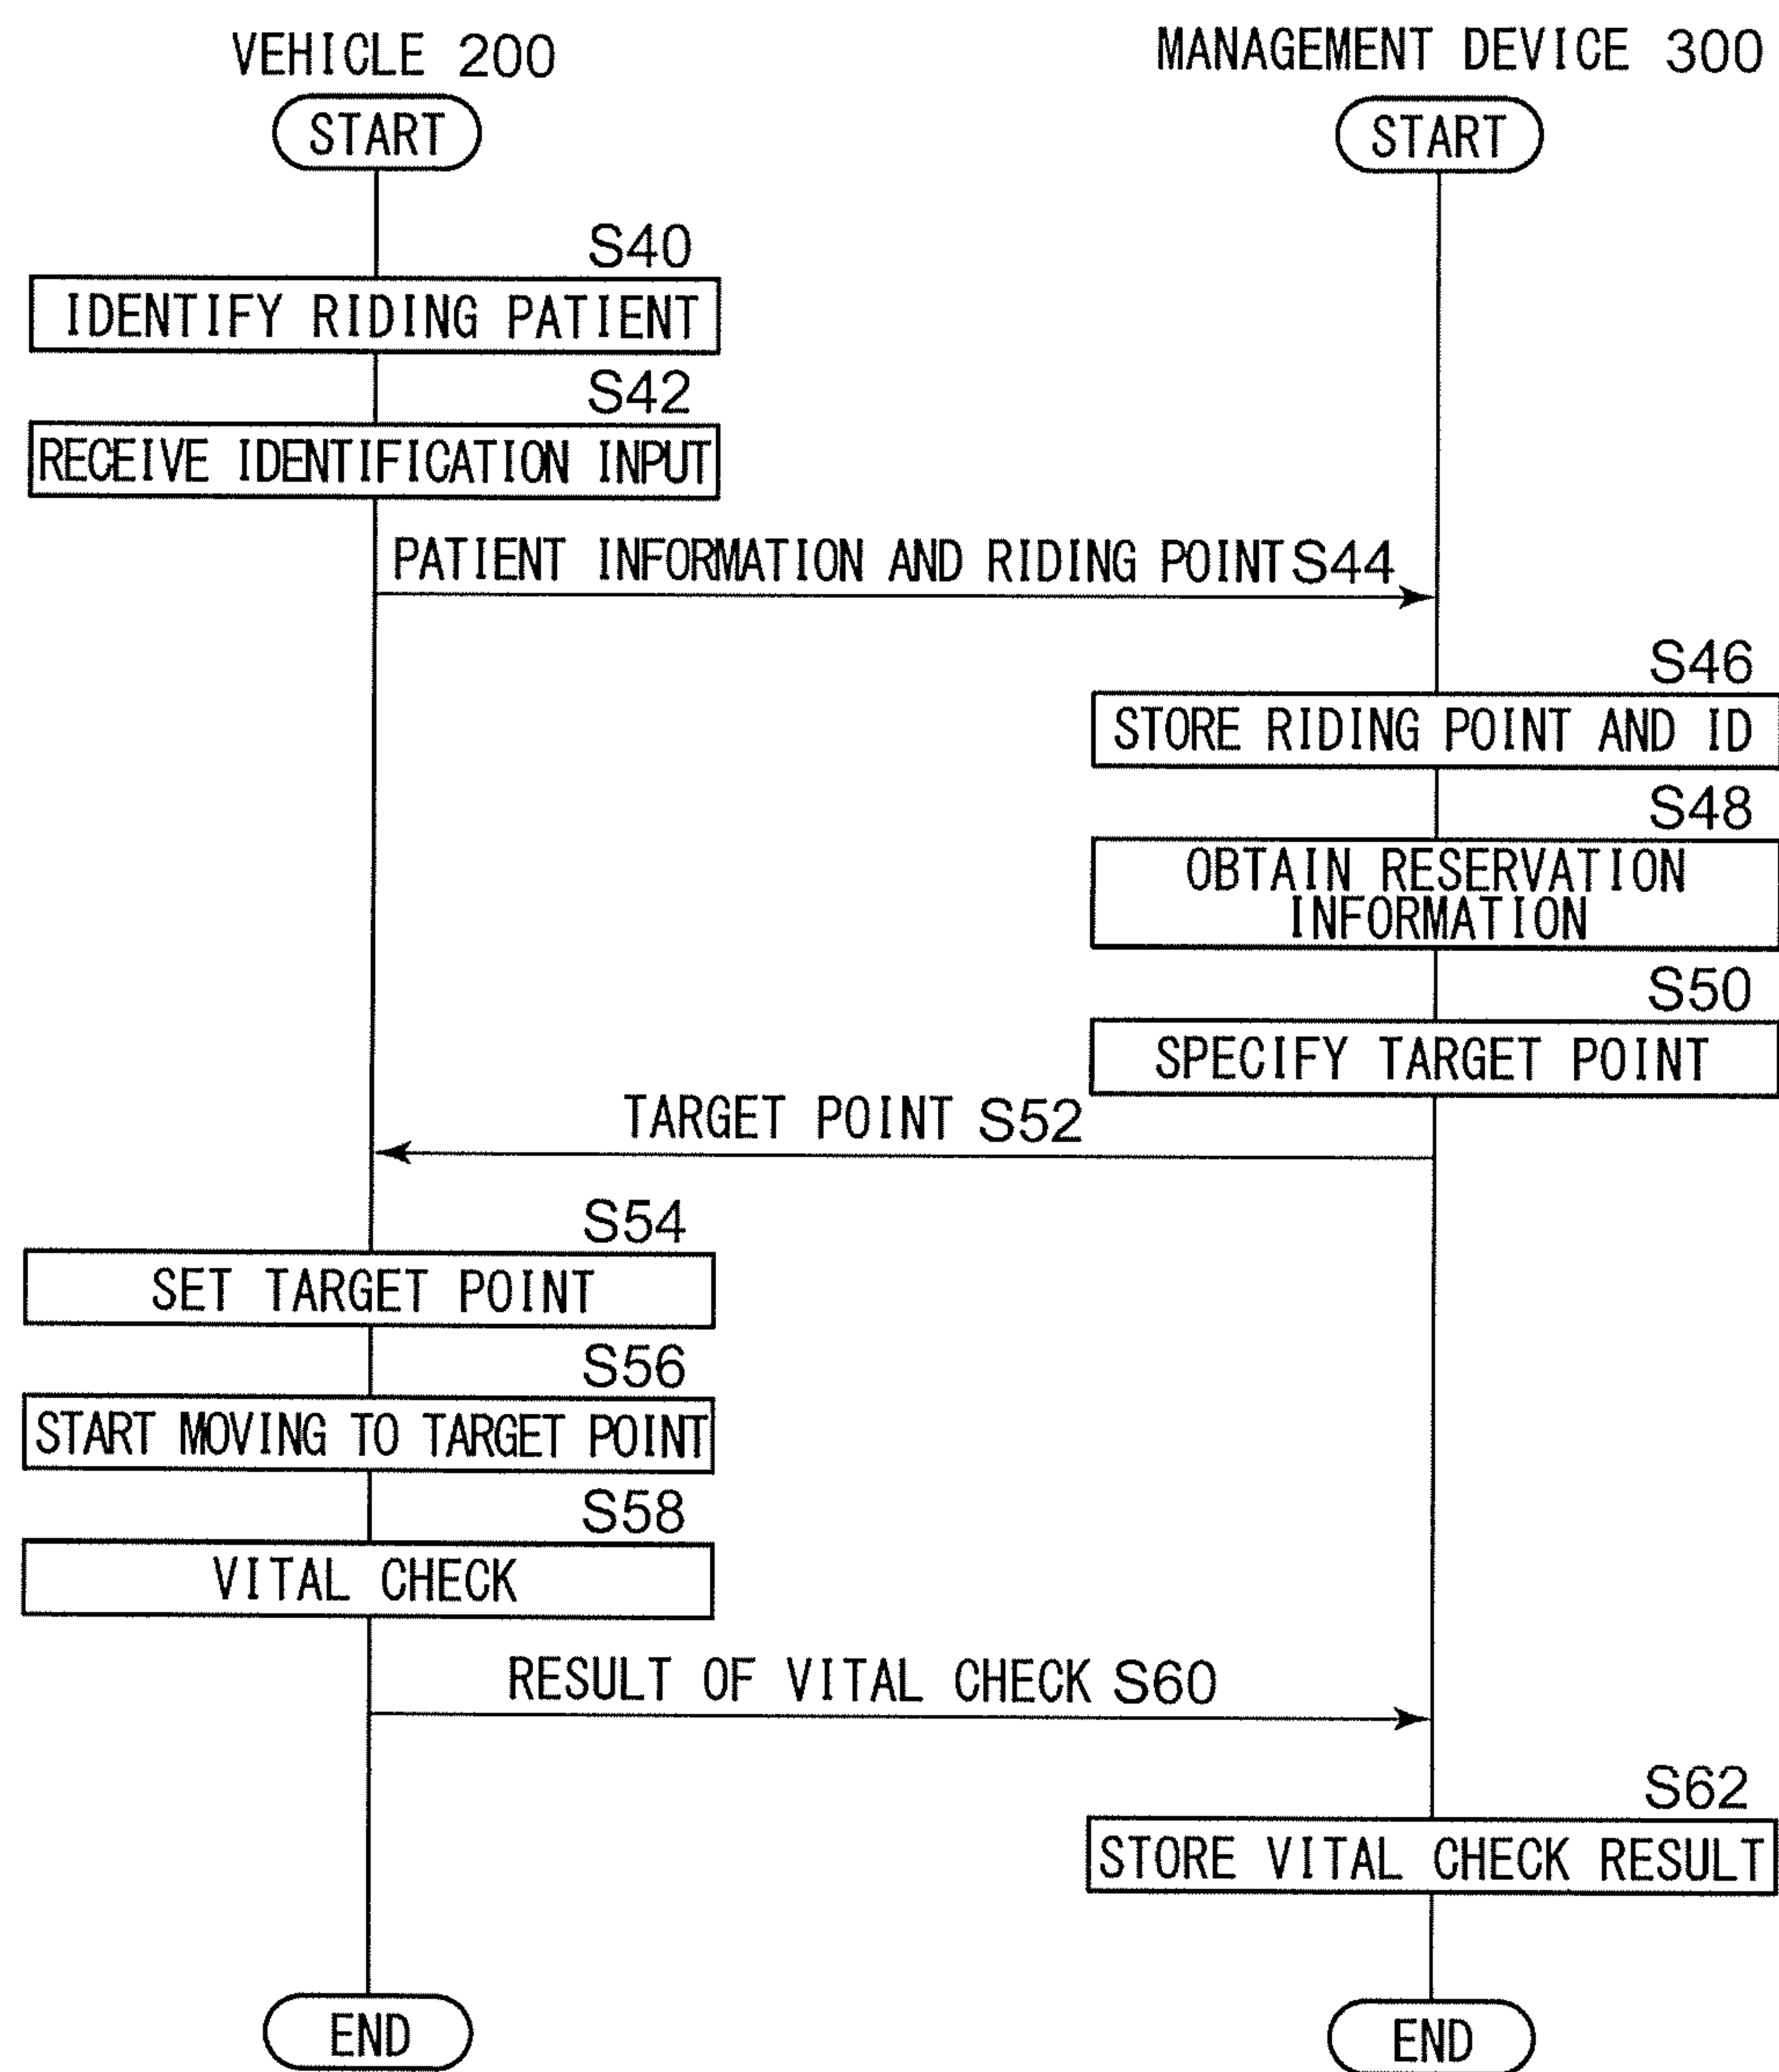 VEHICLE 200
MANAGEMENT DEVICE 300
START
START
S40
IDENTIFY RIDING PATIENT
S42
RECEIVE IDENTIFICATION INPUT
PATIENT INFORMATION AND RIDING POINT S44
S46
STORE RIDING POINT AND ID
S48
OBTAIN RESERVATION
INFORMATION
S50
SPECIFY TARGET POINT
TARGET POINT S52
S54
SET TARGET POINT
S56
START MOVING TO TARGET POINT
S58
VITAL CHECK
RESULT OF VITAL CHECK S60
S62
STORE VITAL CHECK RESULT
END
END